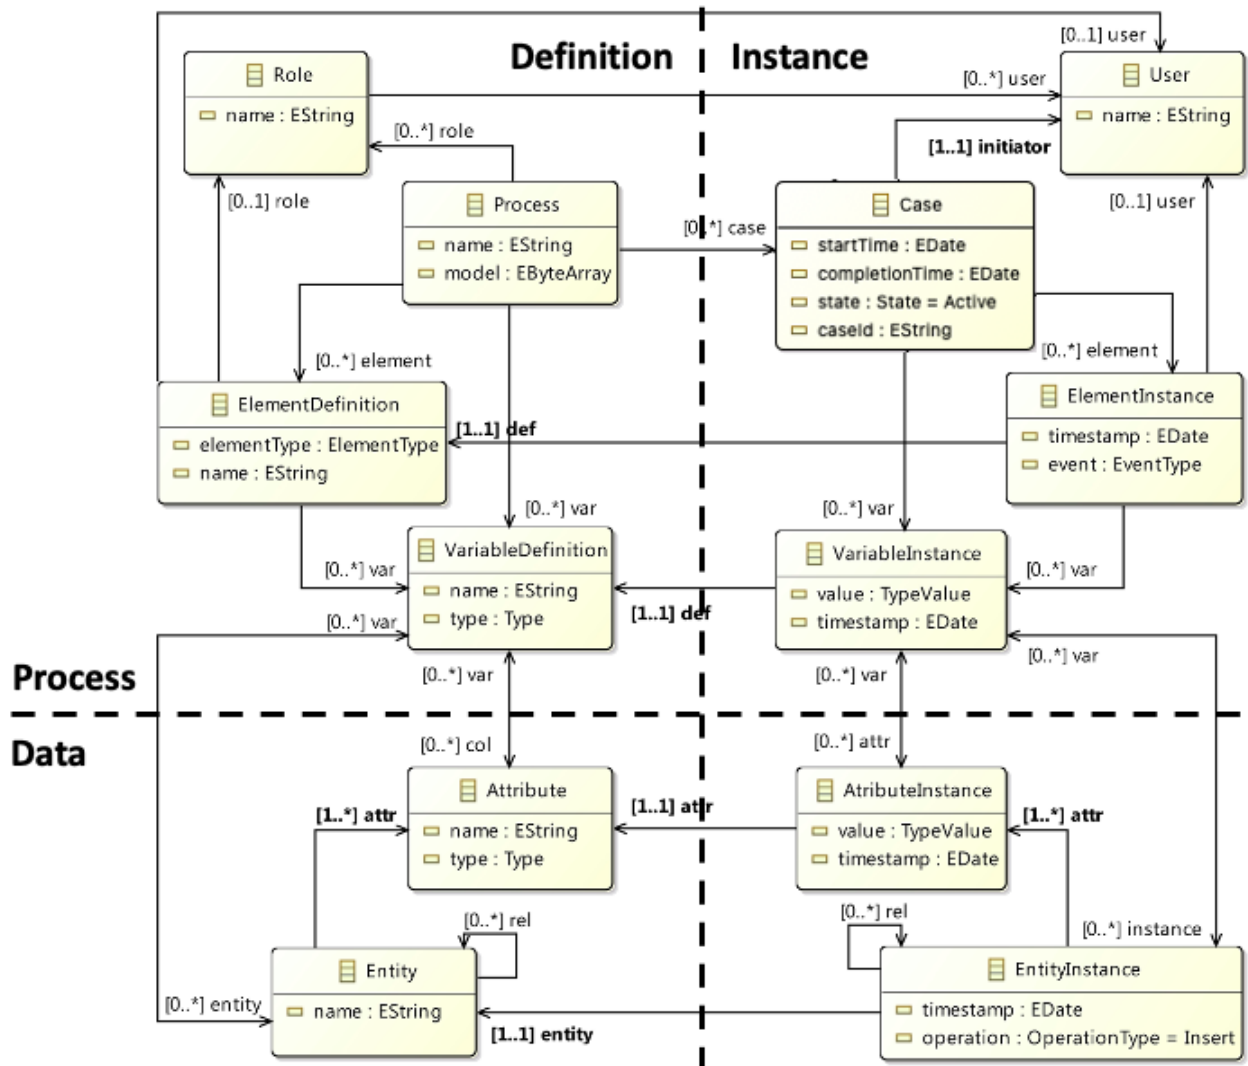 [0..1] user
Definition
Instance
Role
name : EString
[0..*] user
User
name : EString
[0..*] role
[1..1] initiator
[0..1] role
[0..1] user
Process
name : EString
model : EByteArray
[0..*] case
Case
startTime : EDate
completionTime : EDate
state : State = Active
caseId : EString
[0..*] element
[0..*] element
ElementDefinition
elementType : ElementType
name : EString
[1..1] def
ElementInstance
timestamp : EDate
event : EventType
[0..*] var
[0..*] var
VariableDefinition
name : EString
type : Type
[0..*] var
[0..*] var
[1..1] def
VariableInstance
value : TypeValue
timestamp : EDate
[0..*] var
[0..*] var
[0..*] var
[0..*] var
Process
Data
[0..*] col
[0..*] attr
Attribute
name : EString
type : Type
[1..*] attr
[1..1] attr
AtributeInstance
value : TypeValue
timestamp : EDate
[1..*] attr
[0..*] rel
[0..*] rel
[0..*] instance
Entity
name : EString
[0..*] entity
[1..1] entity
EntityInstance
timestamp : EDate
operation : OperationType = Insert